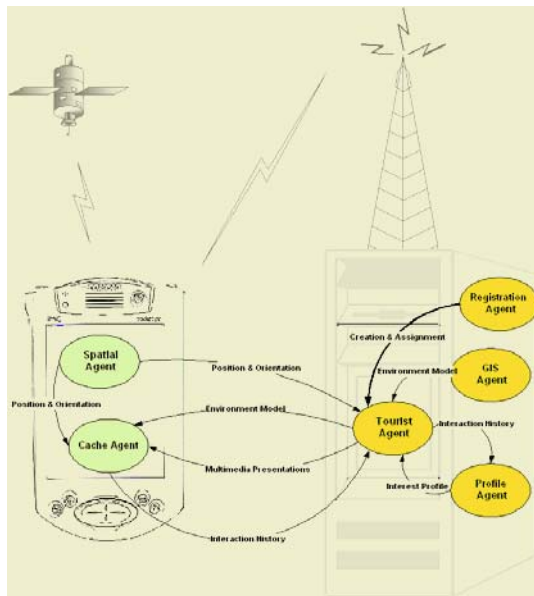 Registration
Agent
Creation & Assignment
Spatial
Agent
Position & Orientation
Environment Model
GIS
Agent
Position & Orientation
Environment Model
Tourist
Agent
Interaction History
Cache Agent
Multimedia Presentations
Interest Profile
Profile
Agent
Interaction History